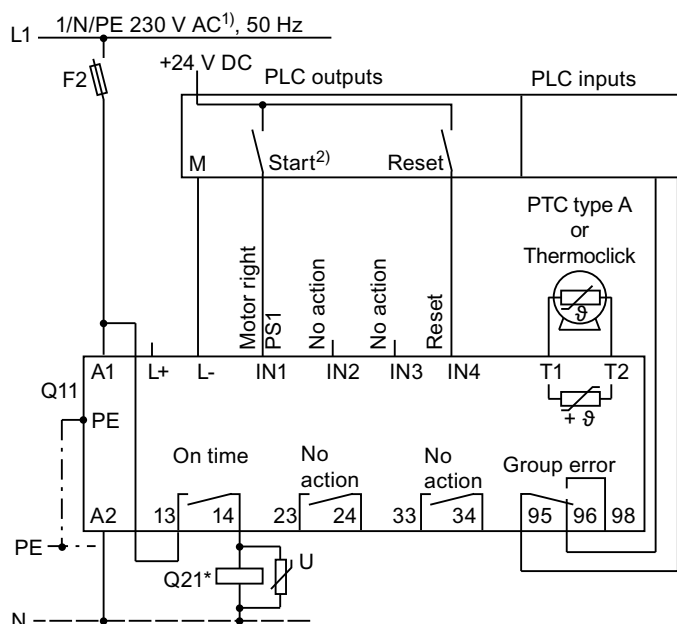 1/N/PE 230 V AC1), 50 Hz
L1
+24 V DC
F2
PLC outputs
PLC inputs
M
Start2)
Reset
PTC type A
or
Thermoclick
Motor right
PS1
No action
No action
Reset
ϑ
A1
L+
L-
IN1
IN2
IN3
IN4
T1
T2
Q11
PE
+ ϑ
On time
No
action
No
action
Group error
A2
13
14
23
24
33
34
95
96
98
PE
Q21*
U
N